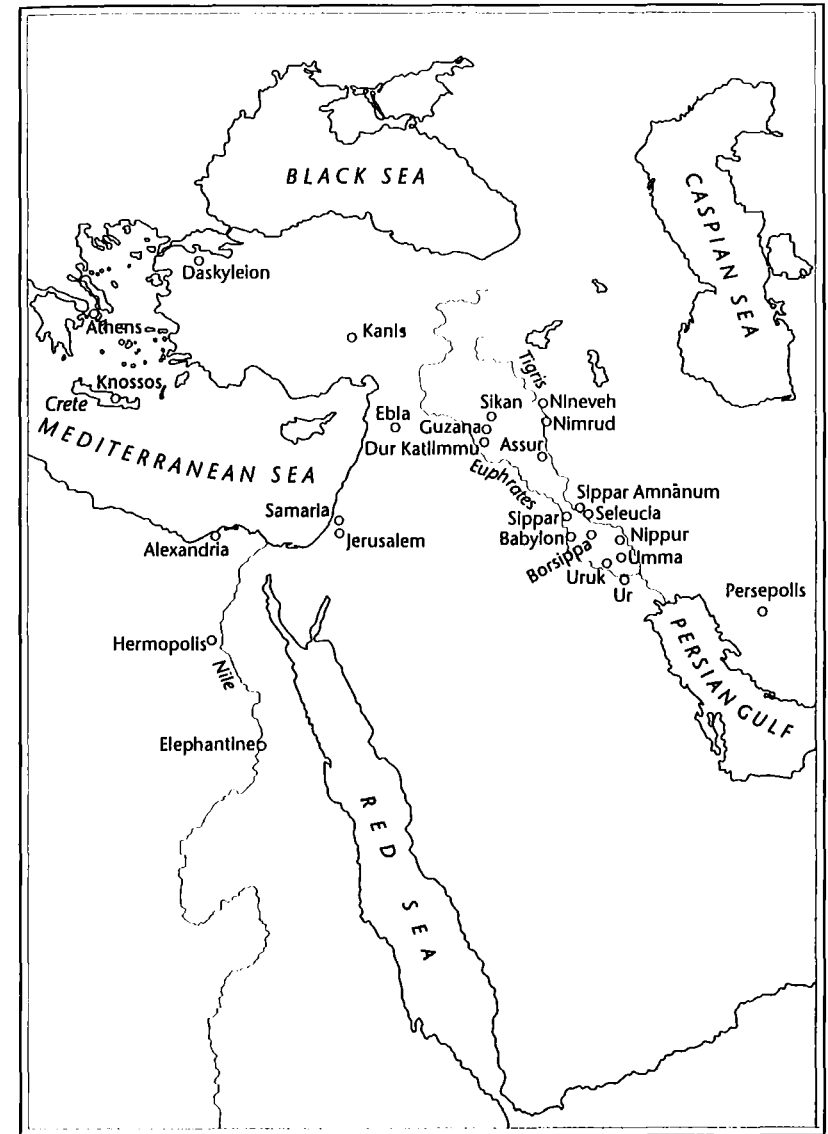 BLACK SEA
CASPIAN SEA
Daskyleion
Athens
Kanis
Tigris
Knossos
Crete
Nineveh
Sikan
Nimrud
Ebla
Guzana
MEDITERRANEAN SEA
Dur Katlimmu
Assur
Euphrates
Sippar Amnānum
Samaria
Seleucia
Sippar
Alexandria
Jerusalem
Babylon
Nippur
Borsippa
Umma
Uruk
Ur
Persepolis
Hermopolis
PERSIAN GULF
Nile
Elephantine
RED SEA